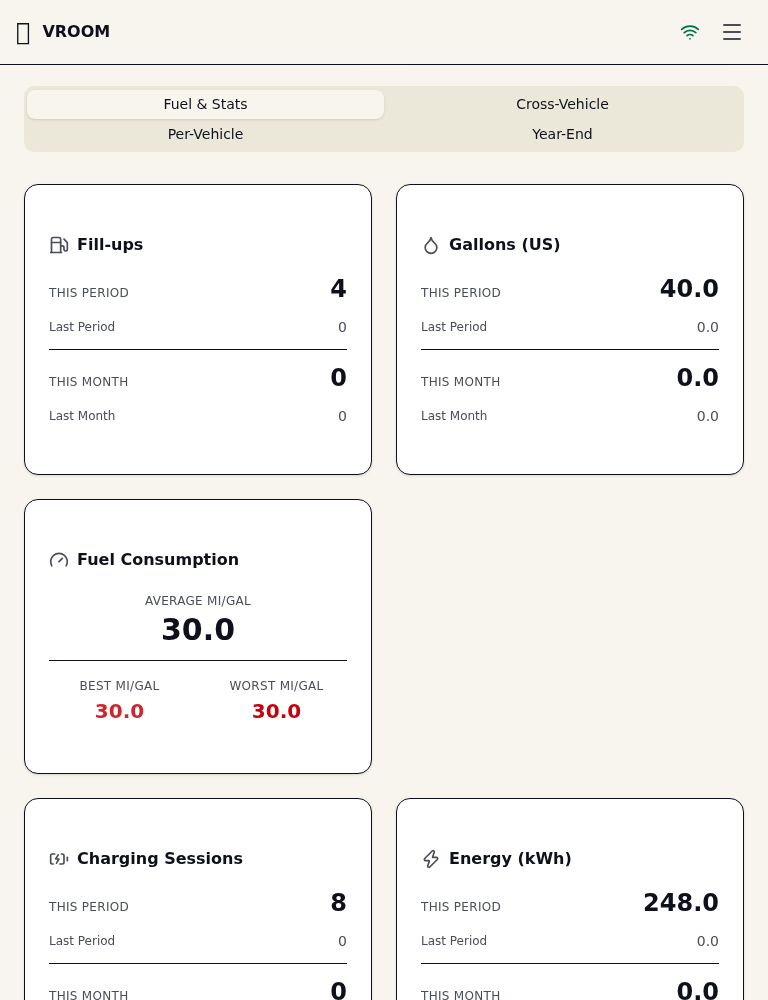 VROOM
Fuel & Stats
Cross-Vehicle
Per-Vehicle
Year-End
Fill-ups
THIS PERIOD 4
Last Period 0
THIS MONTH 0
Last Month 0
Gallons (US)
THIS PERIOD 40.0
Last Period 0.0
THIS MONTH 0.0
Last Month 0.0
Fuel Consumption
AVERAGE MI/GAL
30.0
BEST MI/GAL
30.0
WORST MI/GAL
30.0
Charging Sessions
THIS PERIOD 8
Last Period 0
THIS MONTH 0
Energy (kWh)
THIS PERIOD 248.0
Last Period 0.0
THIS MONTH 0.0